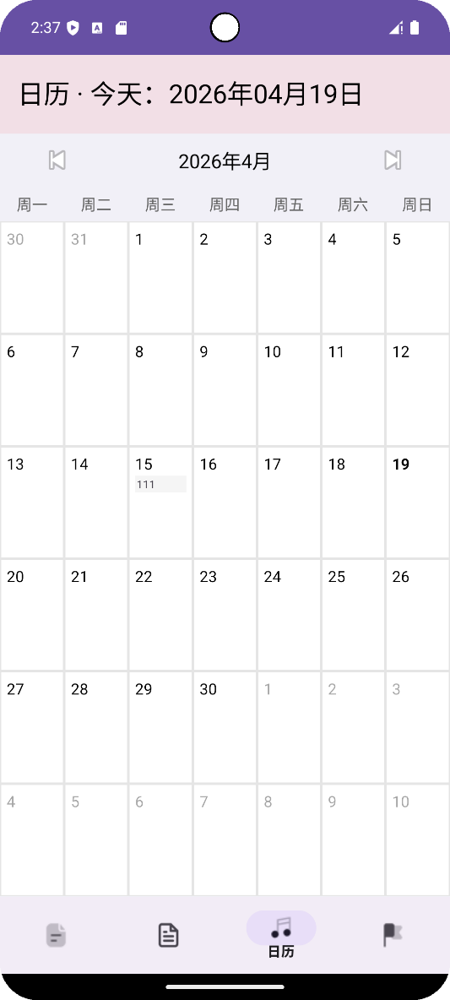 2:37
日历 · 今天：2026年04月19日
2026年4月
周一 周二 周三 周四 周五 周六 周日
30 31 1 2 3 4 5
6 7 8 9 10 11 12
13 14 15 16 17 18 19
111
20 21 22 23 24 25 26
27 28 29 30 1 2 3
4 5 6 7 8 9 10
日历